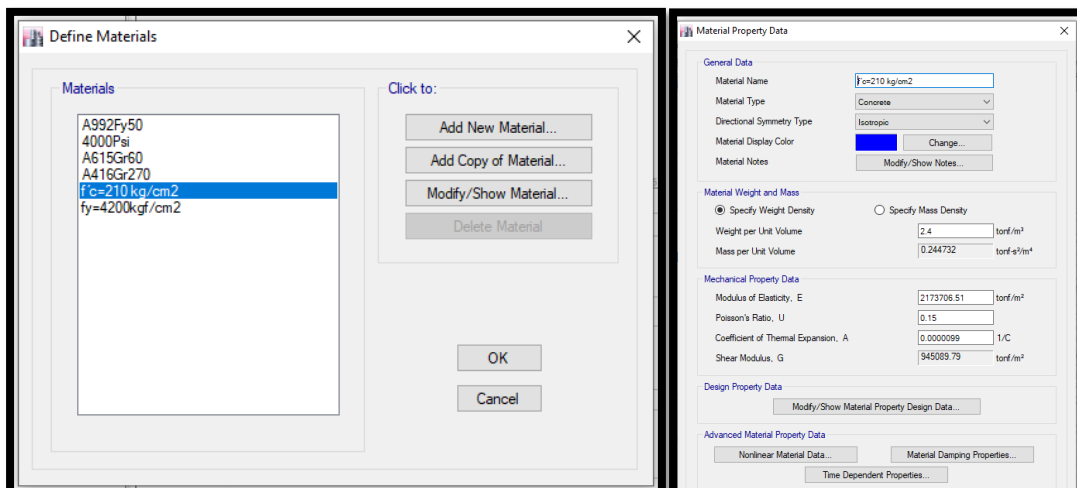 Define Materials
Materials
A992Fy50
4000Psi
A615Gr60
A416Gr270
f´c=210 kg/cm2
fy=4200kgf/cm2
Click to:
Add New Material...
Add Copy of Material...
Modify/Show Material...
Delete Material
OK
Cancel
Material Property Data
General Data
Material Name f´c=210 kg/cm2
Material Type Concrete
Directional Symmetry Type Isotropic
Material Display Color Change...
Material Notes Modify/Show Notes...
Material Weight and Mass
Specify Weight Density Specify Mass Density
Weight per Unit Volume 2.4 tonf/m³
Mass per Unit Volume 0.244732 tonf-s²/m⁴
Mechanical Property Data
Modulus of Elasticity, E 2173706.51 tonf/m²
Poisson's Ratio, U 0.15
Coefficient of Thermal Expansion, A 0.0000099 1/C
Shear Modulus, G 945089.79 tonf/m²
Design Property Data
Modify/Show Material Property Design Data...
Advanced Material Property Data
Nonlinear Material Data... Material Damping Properties...
Time Dependent Properties...